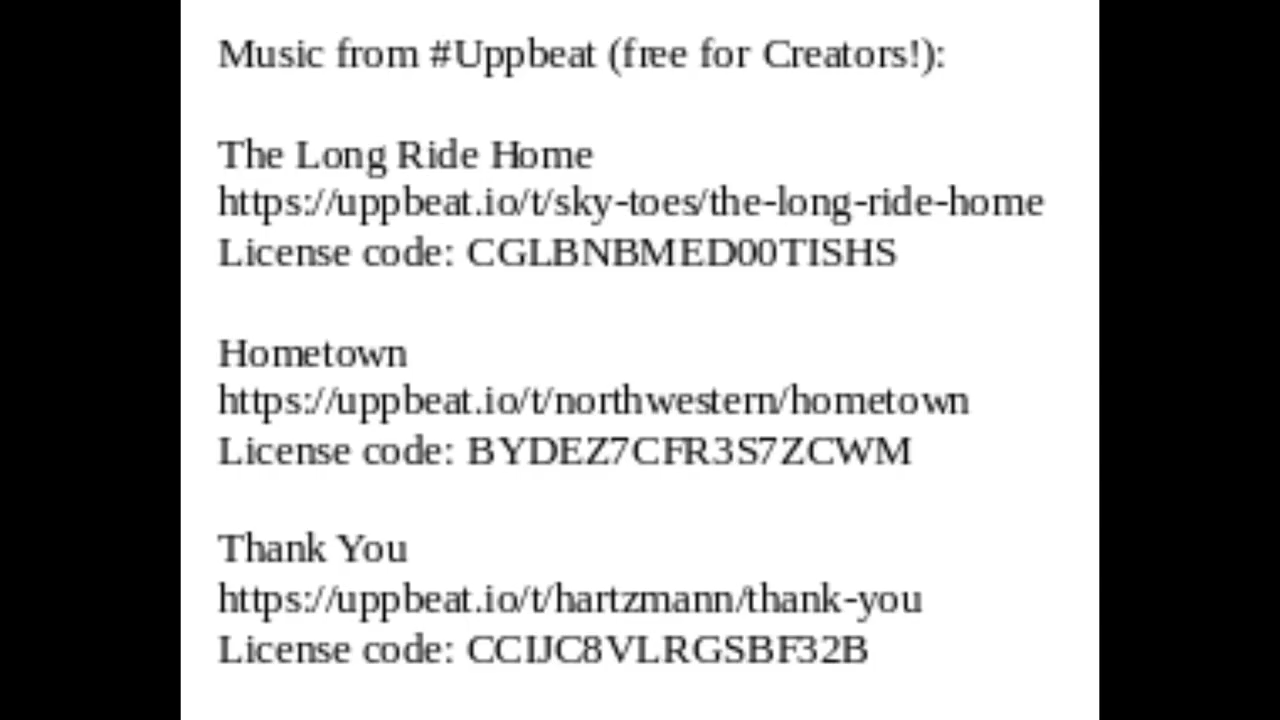 Music from #Uppbeat (free for Creators!):
The Long Ride Home
https://uppbeat.io/t/sky-toes/the-long-ride-home
License code: CGLBNBMED00TISHS
Hometown
https://uppbeat.io/t/northwestern/hometown
License code: BYDEZ7CFR3S7ZCWM
Thank You
https://uppbeat.io/t/hartzmann/thank-you
License code: CCIJC8VLRGSBF32B